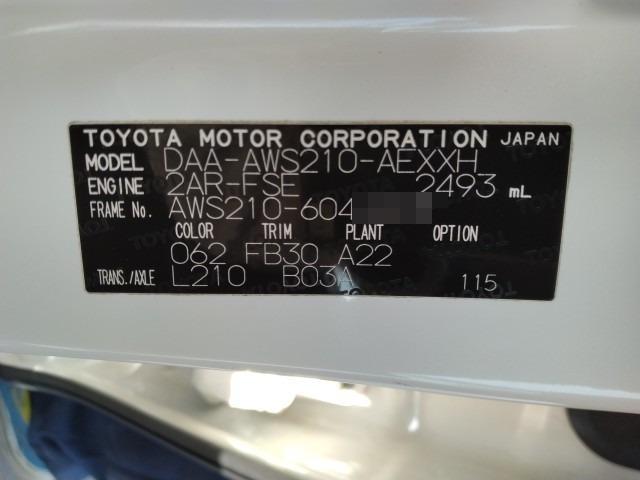 TOYOTA MOTOR CORPORATION JAPAN
MODEL DAA-AWS210-AEXXH
ENGINE 2AR-FSE 2493 mL
FRAME No. AWS210-604
COLOR TRIM PLANT OPTION
062 FB30 A22
TRANS./AXLE L210 B03A 115